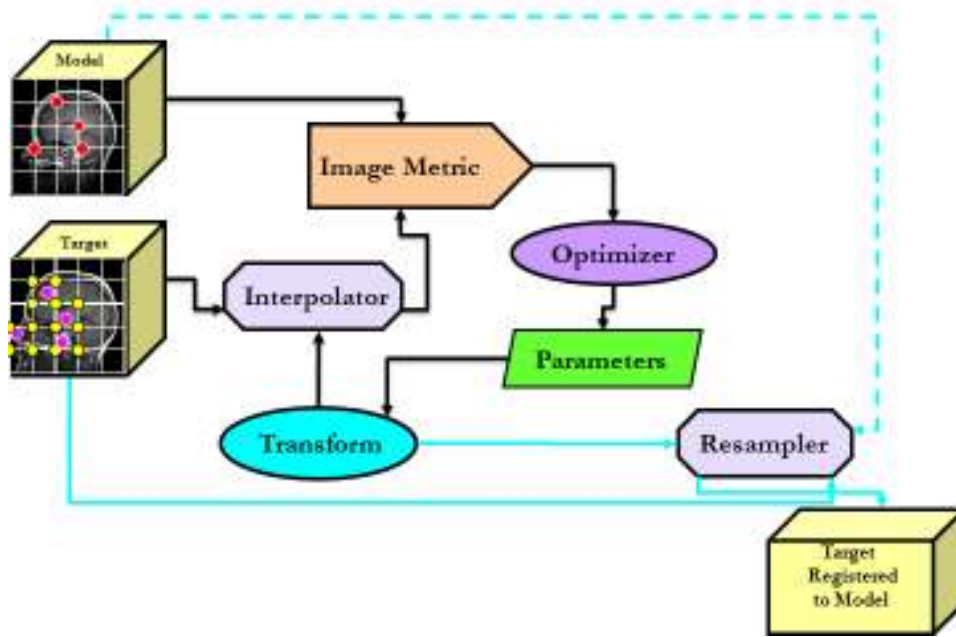 Model
Image Metric
Target
Optimizer
Interpolator
Parameters
Transform
Resampler
Target
Registered
to Model